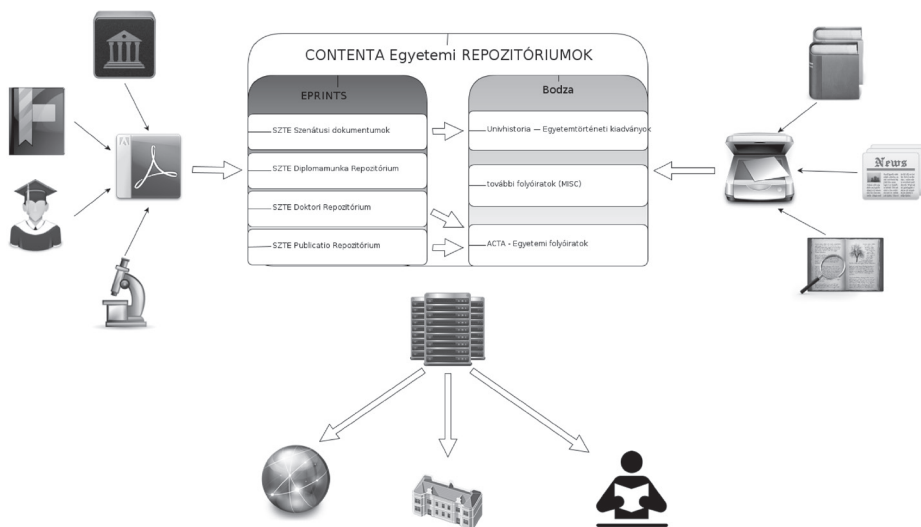 CONTENTA Egyetemi REPOZITÓRIUMOK
EPRINTS
SZTE Szenátusi dokumentumok
SZTE Diplomamunka Repozitórium
SZTE Doktori Repozitórium
SZTE Publicatio Repozitórium
Bodza
Univhistoria — Egyetemtörténeti kiadványok
további folyóiratok (MISC)
ACTA - Egyetemi folyóiratok
News